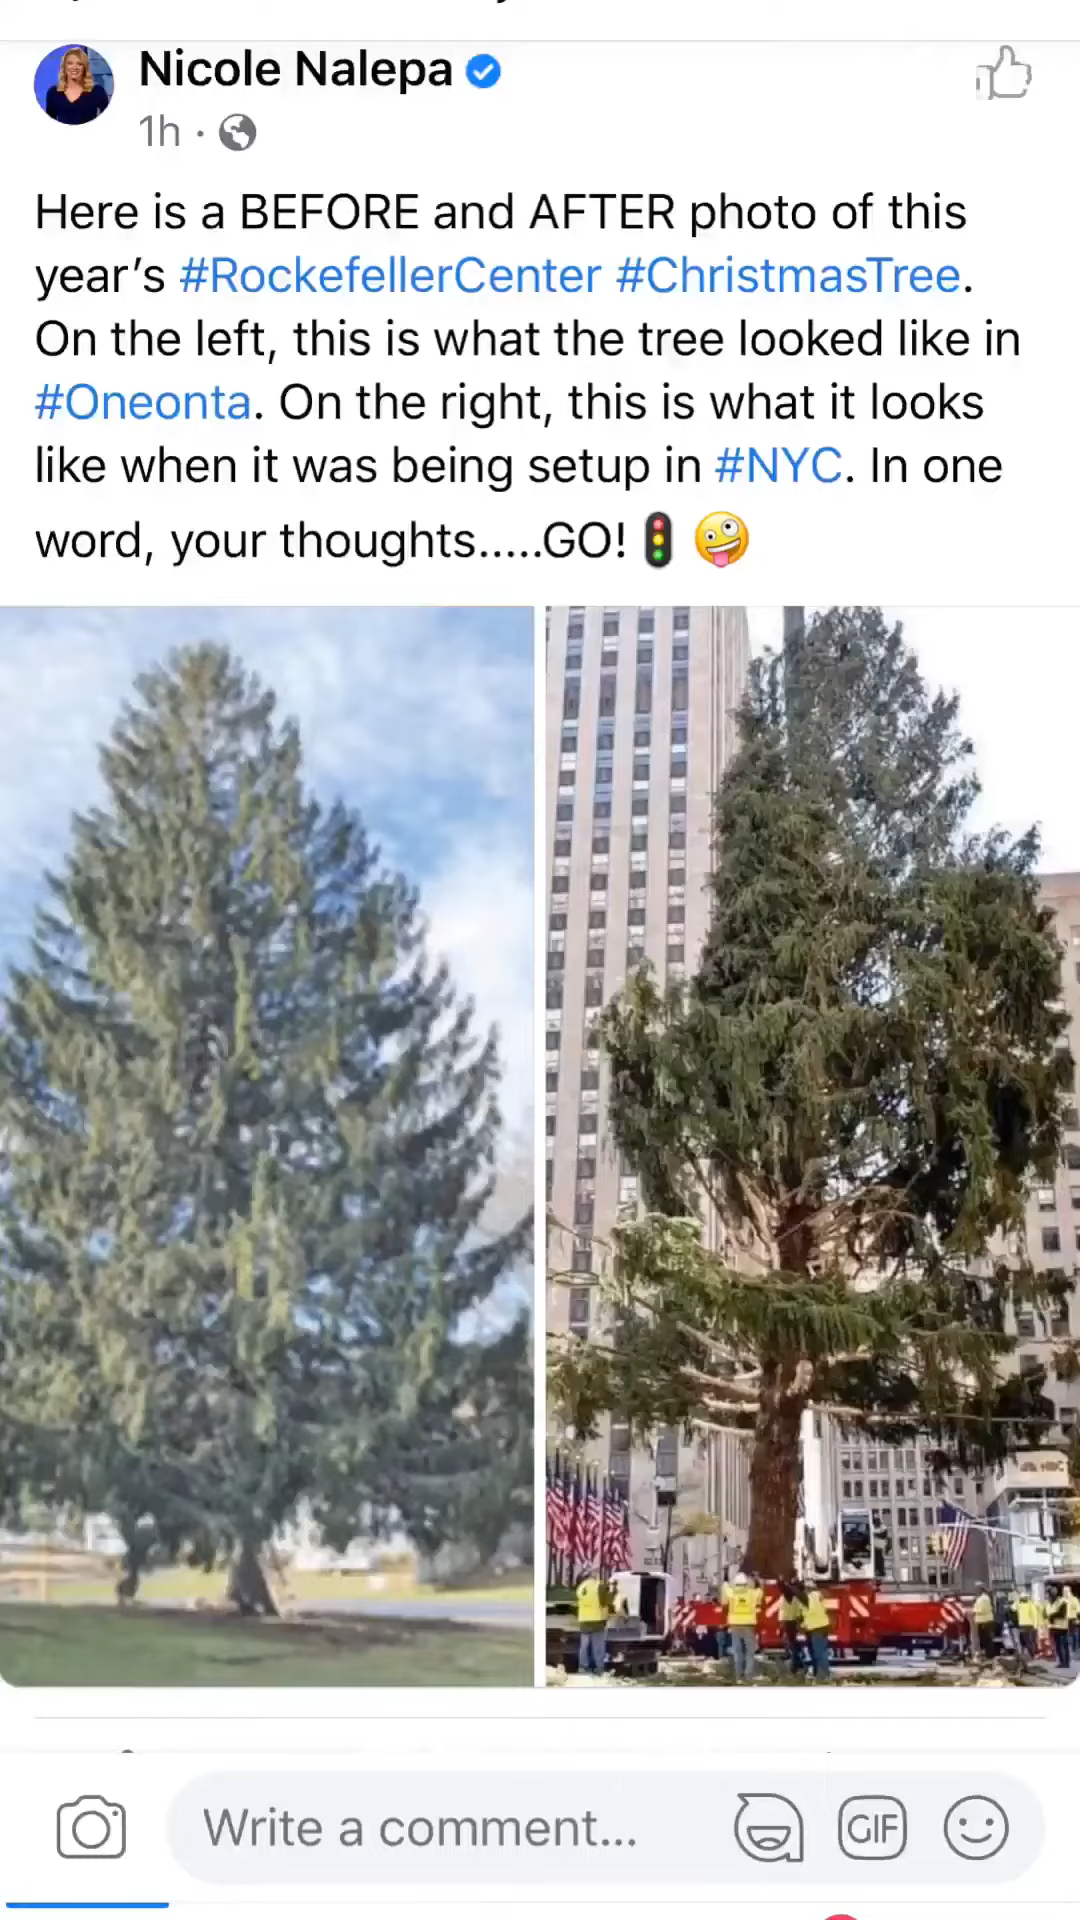 Nicole Nalepa
1h ·
Here is a BEFORE and AFTER photo of this
year's #RockefellerCenter #ChristmasTree.
On the left, this is what the tree looked like in
#Oneonta. On the right, this is what it looks
like when it was being setup in #NYC. In one
word, your thoughts.....GO!🚦🤪
NBC
Write a comment...
GIF